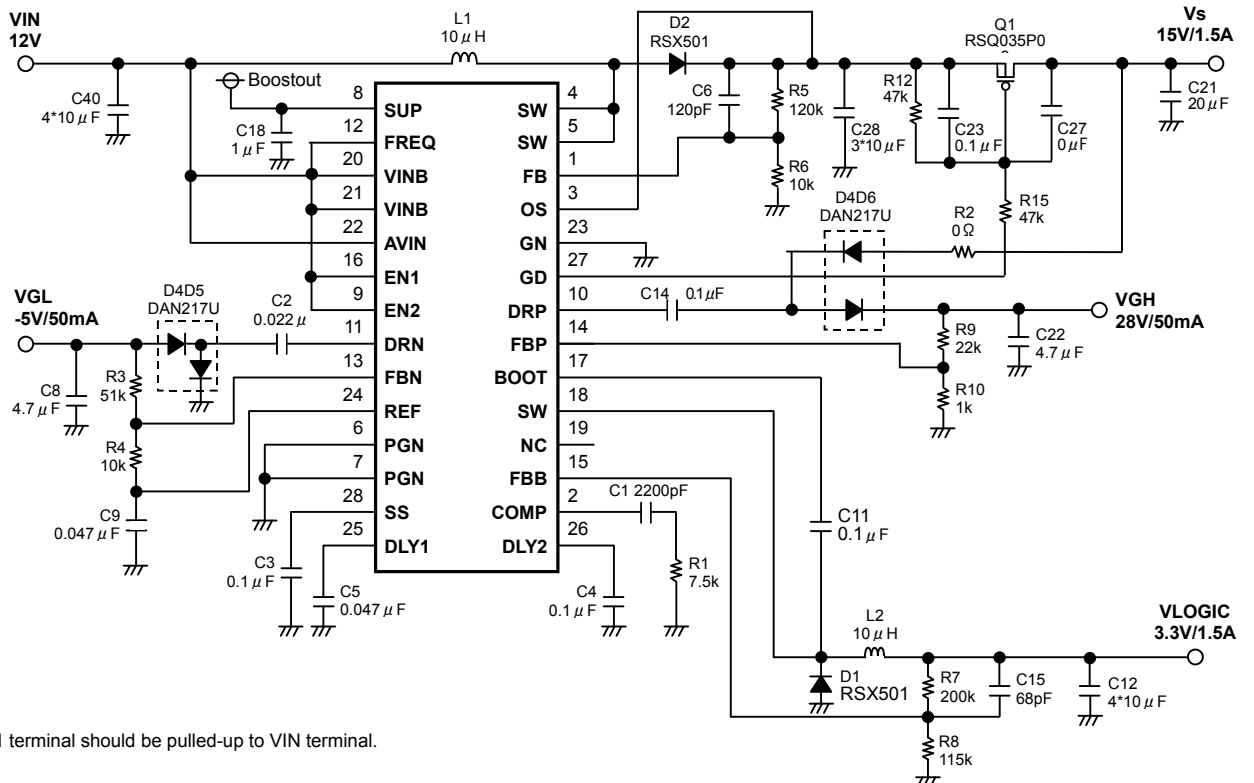 VIN
12V
L1
10μH
D2
RSX501
Q1
RSQ035P0
Vs
15V/1.5A
C40
4*10μF
Boostout
C18
1μF
C6
120pF
R5
120k
R6
10k
C28
3*10μF
R12
47k
C23
0.1μF
C27
0μF
C21
20μF
R15
47k
R2
0Ω
D4D6
DAN217U
C14
0.1μF
VGH
28V/50mA
R9
22k
C22
4.7μF
R10
1k
8 SUP
12 FREQ
20 VINB
21 VINB
22 AVIN
16 EN1
9 EN2
11 DRN
13 FBN
24 REF
6 PGN
7 PGN
28 SS
25 DLY1
SW 4
SW 5
FB 1
OS 3
GN 23
GD 27
DRP 10
FBP 14
BOOT 17
SW 18
NC 19
FBB 15
COMP 2
DLY2 26
VGL
-5V/50mA
D4D5
DAN217U
C2
0.022μ
C8
4.7μF
R3
51k
R4
10k
C9
0.047μF
C3
0.1μF
C5
0.047μF
C4
0.1μF
C1 2200pF
R1
7.5k
C11
0.1μF
L2
10μH
VLOGIC
3.3V/1.5A
D1
RSX501
R7
200k
C15
68pF
C12
4*10μF
R8
115k
terminal should be pulled-up to VIN terminal.